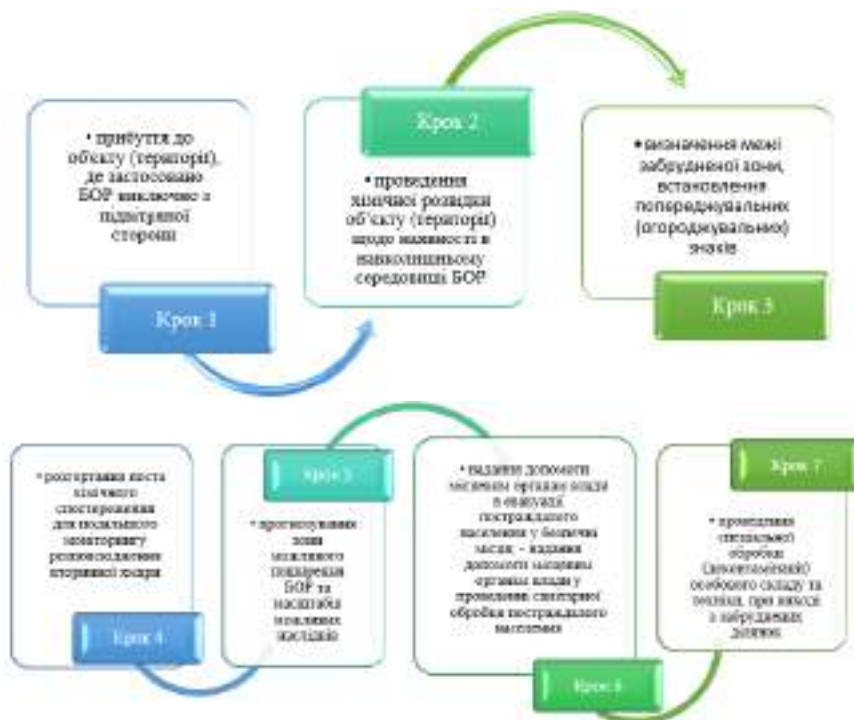 • прибуття до
об'єкту (території),
де застосовано
БОР виключно з
підвітряної
сторони
Крок 1
Крок 2
• проведення
хімічної розвідки
об'єкту (території)
щодо наявності в
навколишньому
середовищі БОР
• визначення межі
забрудненої зони,
встановлення
попереджувальних
(огороджувальних)
знаків
Крок 3
• розгортання поста
хімічного
спостереження
для подальшого
моніторингу
розповсюдження
вторинної хмари
Крок 4
Крок 5
• прогнозування
зони
можливого
поширення
БОР та
масштабів
можливих
наслідків
• надання допомоги
місцевим органам влади
в евакуації
постраждалого
населення у безпечні
місця; - надання
допомоги місцевим
органам влади у
проведенні санітарної
обробки постраждалого
населення
Крок 6
Крок 7
• проведення
спеціальної
обробки
(деконтамінації)
особового складу та
техніки, при виході
з забруднених
ділянок